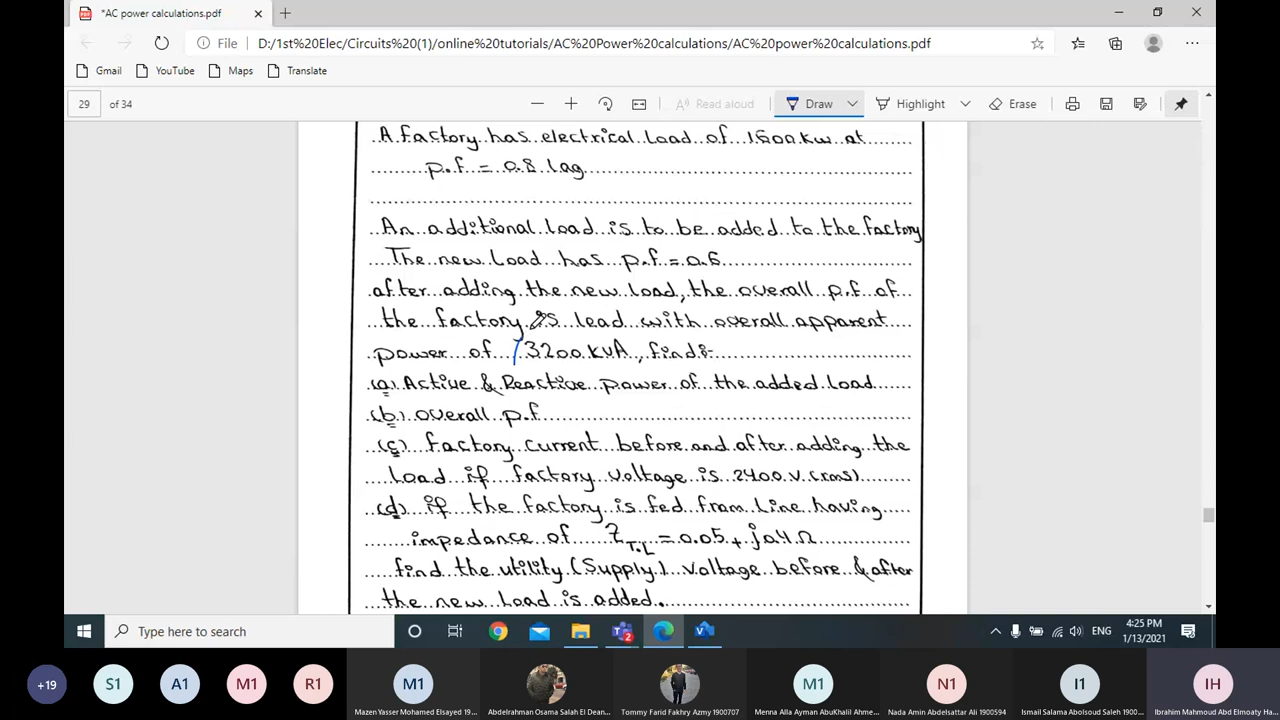 *AC power calculations.pdf
File D:/1st%20Elec/Circuits%20(1)/online%20tutorials/AC%20Power%20calculations/AC%20power%20calculations.pdf
Gmail YouTube Maps Translate
29 of 34 Read aloud Draw Highlight Erase
A factory has electrical load of 1600 kw at
p.f = 0.8 lag
An additional load is to be added to the factory
The new load has p.f = 0.6
after adding the new load, the overall p.f of
the factory is lead with overall apparent
power of 3200 kVA, find:-
(a) Active & Reactive power of the added load
(b) overall p.f
(c) factory current before and after adding the
load if factory voltage is 2400 v (rms)
(d) if the factory is fed from line having
impedance of Z T.L = 0.05 + j0.4 Ω
find the utility (Supply) voltage before & after
the new load is added.
Type here to search
ENG
4:25 PM
1/13/2021
+19 S1 A1 M1 R1 M1 M1 N1 I1 IH
Mazen Yasser Mohamed Elsayed 19... Abdelrahman Osama Salah El Dean... Tommy Farid Fakhry Azmy 1900707 Menna Alla Ayman AbuKhalil Ahme... Nada Amin Abdelsattar Ali 1900594 Ismail Salama Abolsoud Saleh 1900... Ibrahim Mahmoud Abd Elmoaty Ha...